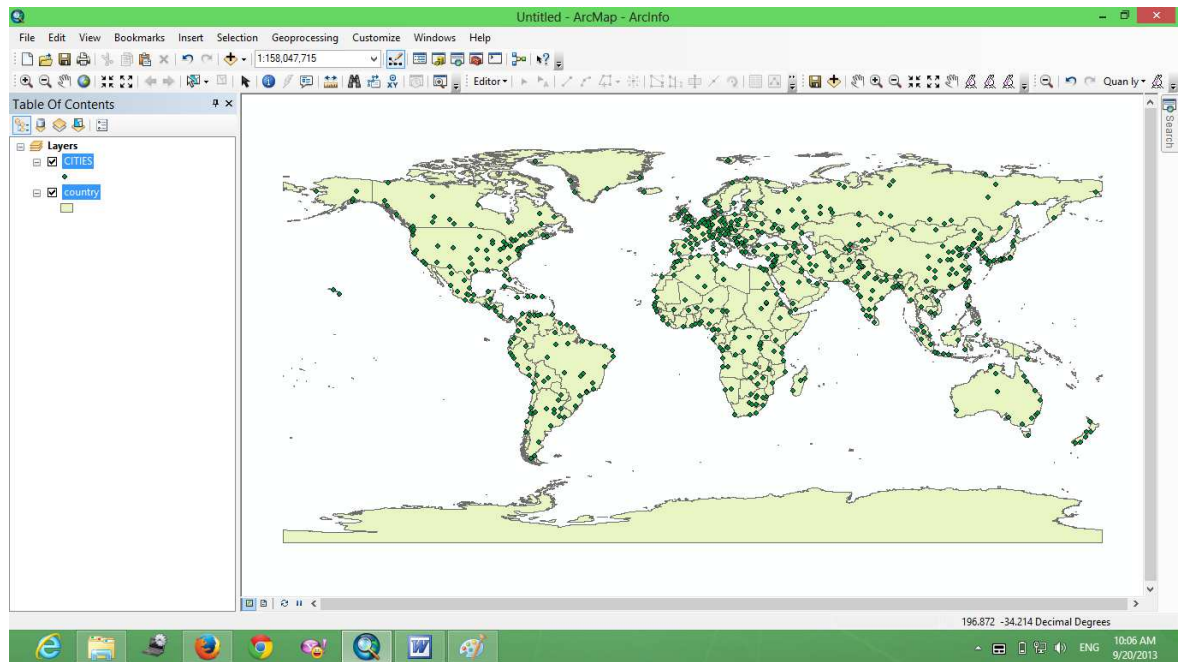 Untitled - ArcMap - ArcInfo
File Edit View Bookmarks Insert Selection Geoprocessing Customize Windows Help
1:158,047,715
Editor
Quan ly
Table Of Contents
Search
Layers
CITIES
country
196.872 -34.214 Decimal Degrees
ENG
10:06 AM
9/20/2013